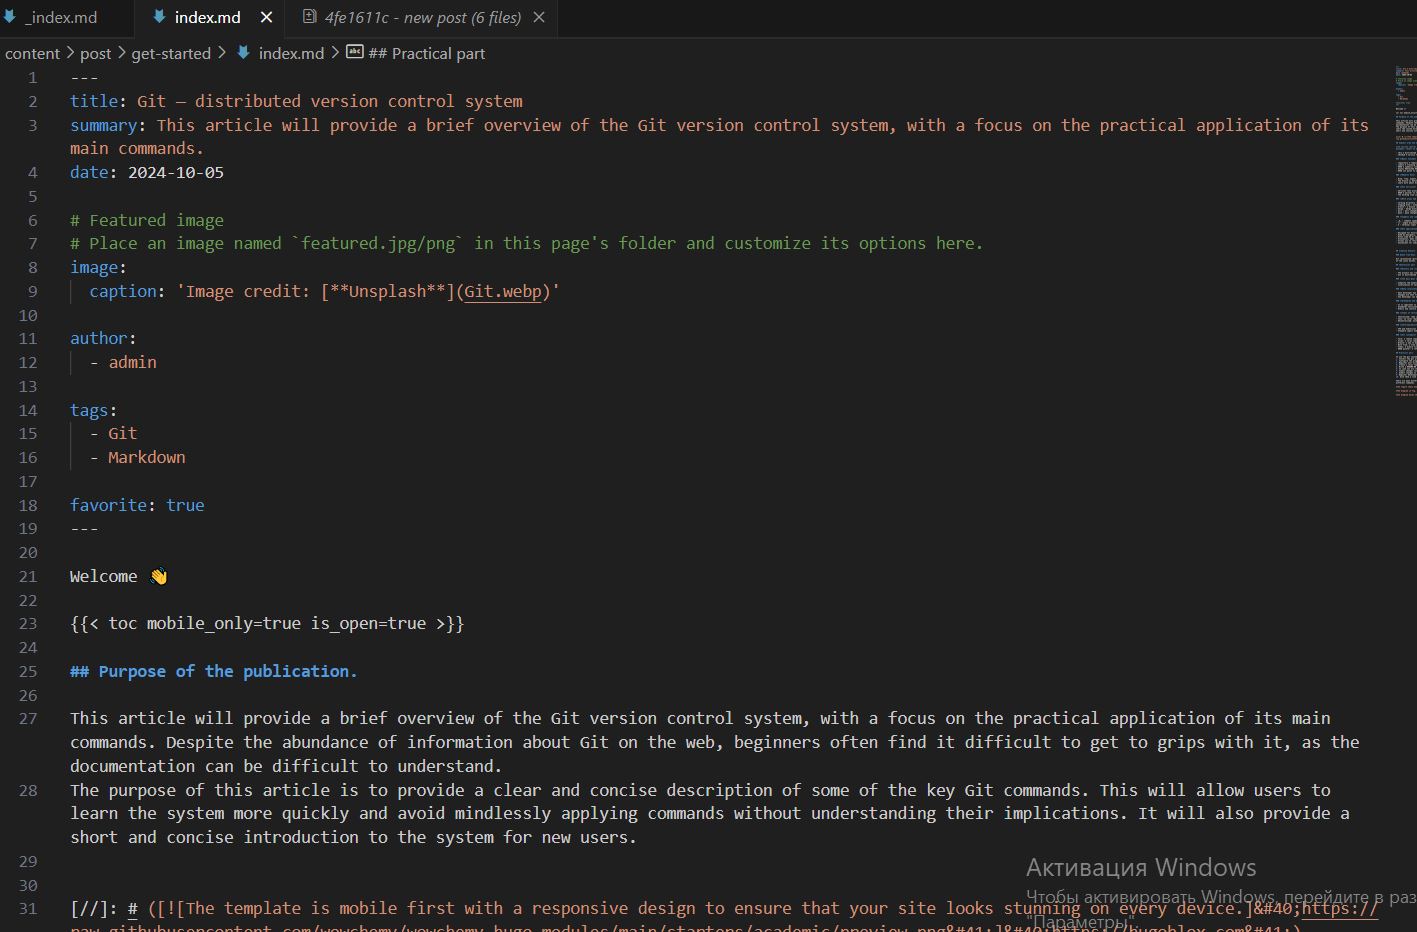 _index.md
index.md
4fe1611c - new post (6 files)
content > post > get-started > index.md > ## Practical part
1 ---
2 title: Git — distributed version control system
3 summary: This article will provide a brief overview of the Git version control system, with a focus on the practical application of its
main commands.
4 date: 2024-10-05
5
6 # Featured image
7 # Place an image named `featured.jpg/png` in this page's folder and customize its options here.
8 image:
9 caption: 'Image credit: [**Unsplash**](Git.webp)'
10
11 author:
12 - admin
13
14 tags:
15 - Git
16 - Markdown
17
18 favorite: true
19 ---
20
21 Welcome 👋
22
23 {{< toc mobile_only=true is_open=true >}}
24
25 ## Purpose of the publication.
26
27 This article will provide a brief overview of the Git version control system, with a focus on the practical application of its main
commands. Despite the abundance of information about Git on the web, beginners often find it difficult to get to grips with it, as the
documentation can be difficult to understand.
28 The purpose of this article is to provide a clear and concise description of some of the key Git commands. This will allow users to
learn the system more quickly and avoid mindlessly applying commands without understanding their implications. It will also provide a
short and concise introduction to the system for new users.
29
30
31 [//]: # ([![The template is mobile first with a responsive design to ensure that your site looks stunning on every device.]&#40;https://
Активация Windows
Чтобы активировать Windows, перейдите в раз
"Параметры".